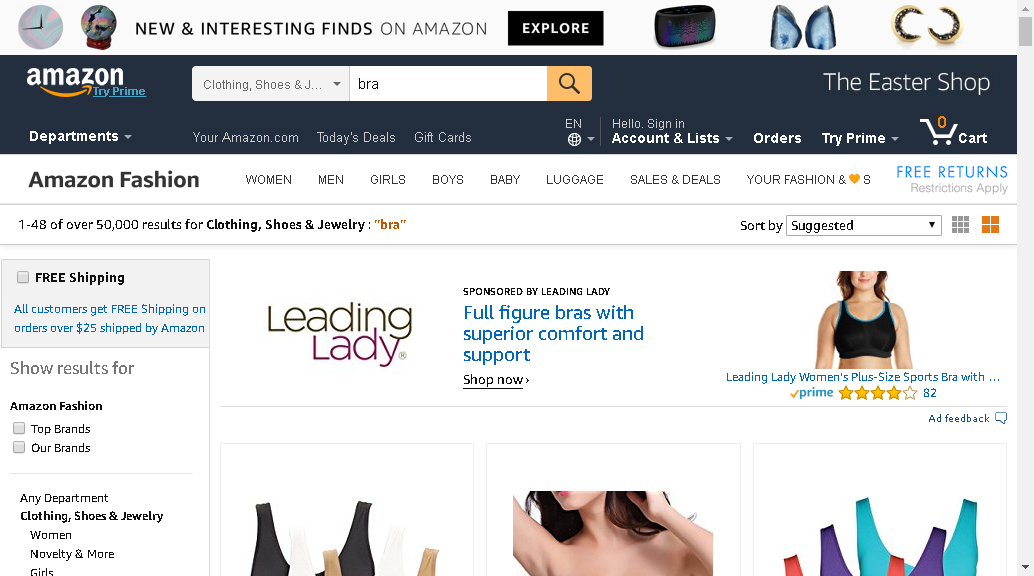 NEW & INTERESTING FINDS ON AMAZON EXPLORE
amazon
Try Prime
Clothing, Shoes & J... bra
The Easter Shop
Departments
Your Amazon.com Today's Deals Gift Cards
EN
Hello. Sign in
Account & Lists
Orders
Try Prime
0
Cart
Amazon Fashion
WOMEN MEN GIRLS BOYS BABY LUGGAGE SALES & DEALS YOUR FASHION & S
FREE RETURNS
Restrictions Apply
1-48 of over 50,000 results for Clothing, Shoes & Jewelry : "bra"
Sort by Suggested
FREE Shipping
All customers get FREE Shipping on
orders over $25 shipped by Amazon
Show results for
Amazon Fashion
Top Brands
Our Brands
Any Department
Clothing, Shoes & Jewelry
Women
Novelty & More
Girls
Leading
Lady®
SPONSORED BY LEADING LADY
Full figure bras with
superior comfort and
support
Shop now ›
Leading Lady Women's Plus-Size Sports Bra with ...
prime 82
Ad feedback